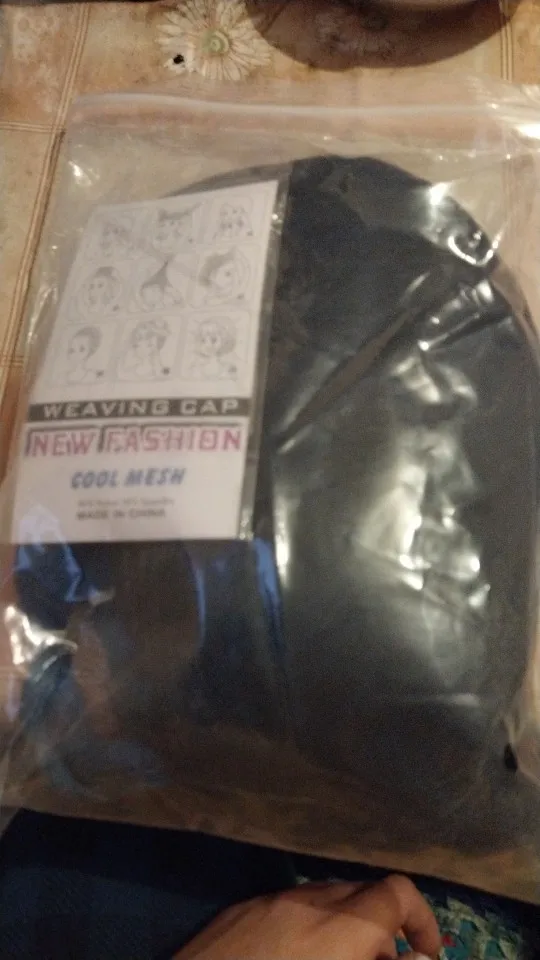 WEAVING CAP
NEW FASHION
COOL MESH
MADE IN CHINA